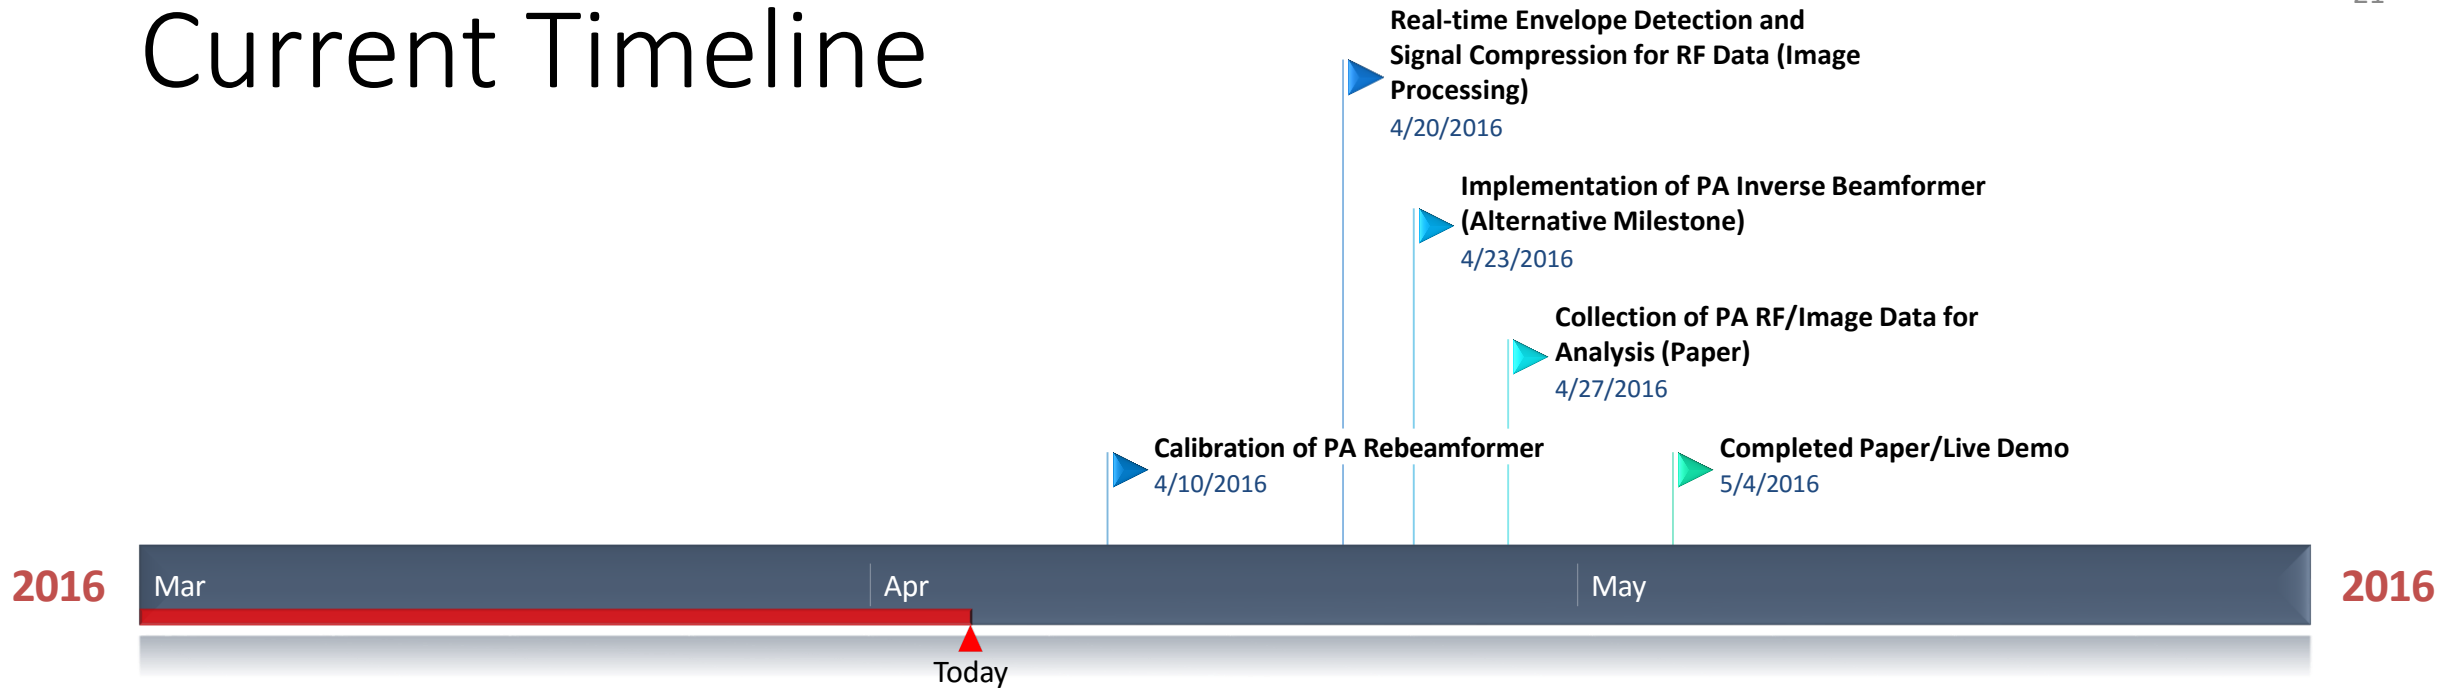 21
Current Timeline
Real-time Envelope Detection and
Signal Compression for RF Data (Image
Processing)
4/20/2016
Implementation of PA Inverse Beamformer
(Alternative Milestone)
4/23/2016
Collection of PA RF/Image Data for
Analysis (Paper)
4/27/2016
Calibration of PA Rebeamformer
4/10/2016
Completed Paper/Live Demo
5/4/2016
2016
Mar
Apr
May
2016
Today